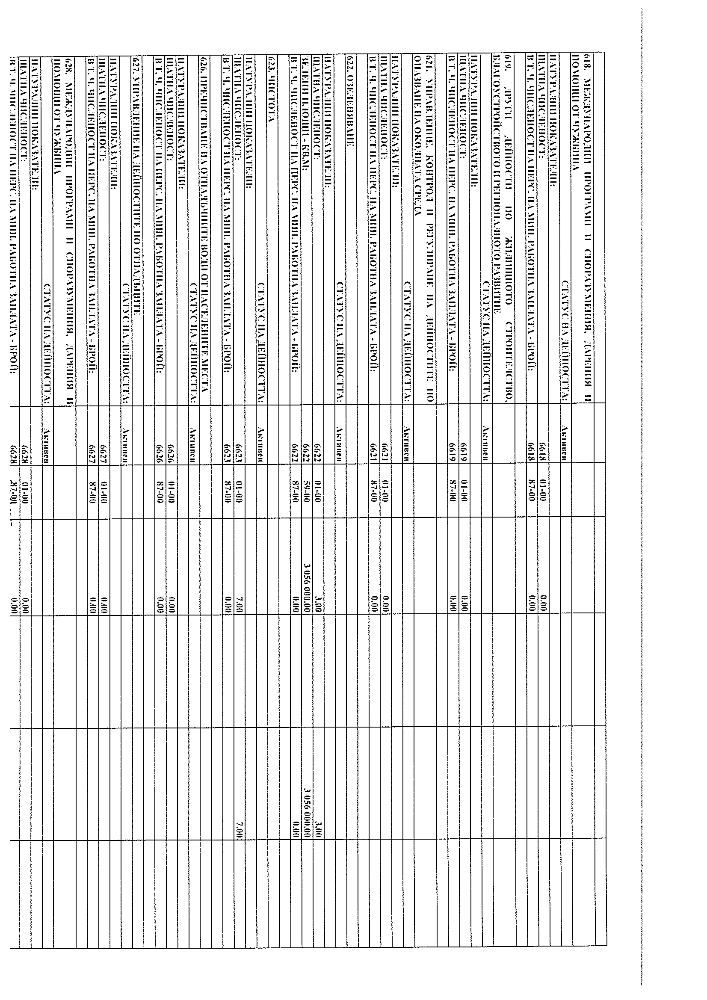 618. МЕЖДУНАРОДНИ ПРОГРАМИ И СПОРАЗУМЕНИЯ, ДАРЕНИЯ И
ПОМОЩИ ОТ ЧУЖБИНА
СТАТУС НА ДЕЙНОСТТА: Активен
НАТУРАЛНИ ПОКАЗАТЕЛИ:
ЩАТНА ЧИСЛЕНОСТ: 6618 01-00 0.00
В Т. Ч. ЧИСЛЕНОСТ НА ПЕРС. НА МИН. РАБОТНА ЗАПЛАТА - БРОЙ: 6618 87-00 0.00
619. ДРУГИ ДЕЙНОСТИ ПО ЖИЛИЩНОТО СТРОИТЕЛСТВО,
БЛАГОУСТРОЙСТВОТО И РЕГИОНАЛНОТО РАЗВИТИЕ
СТАТУС НА ДЕЙНОСТТА: Активен
НАТУРАЛНИ ПОКАЗАТЕЛИ:
ЩАТНА ЧИСЛЕНОСТ: 6619 01-00 0.00
В Т. Ч. ЧИСЛЕНОСТ НА ПЕРС. НА МИН. РАБОТНА ЗАПЛАТА - БРОЙ: 6619 87-00 0.00
621. УПРАВЛЕНИЕ, КОНТРОЛ И РЕГУЛИРАНЕ НА ДЕЙНОСТИТЕ ПО
ОПАЗВАНЕ НА ОКОЛНАТА СРЕДА
СТАТУС НА ДЕЙНОСТТА: Активен
НАТУРАЛНИ ПОКАЗАТЕЛИ:
ЩАТНА ЧИСЛЕНОСТ: 6621 01-00 0.00
В Т. Ч. ЧИСЛЕНОСТ НА ПЕРС. НА МИН. РАБОТНА ЗАПЛАТА - БРОЙ: 6621 87-00 0.00
622. ОЗЕЛЕНЯВАНЕ
СТАТУС НА ДЕЙНОСТТА: Активен
НАТУРАЛНИ ПОКАЗАТЕЛИ:
ЩАТНА ЧИСЛЕНОСТ: 6622 01-00 3.00 3.00
ЗЕЛЕНИ ПЛОЩИ - КВ.М: 6622 59-00 3 056 000.00 3 056 000.00
В Т. Ч. ЧИСЛЕНОСТ НА ПЕРС. НА МИН. РАБОТНА ЗАПЛАТА - БРОЙ: 6622 87-00 0.00 0.00
623. ЧИСТОТА
СТАТУС НА ДЕЙНОСТТА: Активен
НАТУРАЛНИ ПОКАЗАТЕЛИ:
ЩАТНА ЧИСЛЕНОСТ: 6623 01-00 7.00 7.00
В Т. Ч. ЧИСЛЕНОСТ НА ПЕРС. НА МИН. РАБОТНА ЗАПЛАТА - БРОЙ: 6623 87-00 0.00
626. ПРЕЧИСТВАНЕ НА ОТПАДЪЧНИТЕ ВОДИ ОТ НАСЕЛЕНИТЕ МЕСТА
СТАТУС НА ДЕЙНОСТТА: Активен
НАТУРАЛНИ ПОКАЗАТЕЛИ:
ЩАТНА ЧИСЛЕНОСТ: 6626 01-00 0.00
В Т. Ч. ЧИСЛЕНОСТ НА ПЕРС. НА МИН. РАБОТНА ЗАПЛАТА - БРОЙ: 6626 87-00 0.00
627. УПРАВЛЕНИЕ НА ДЕЙНОСТИТЕ ПО ОТПАДЪЦИТЕ
СТАТУС НА ДЕЙНОСТТА: Активен
НАТУРАЛНИ ПОКАЗАТЕЛИ:
ЩАТНА ЧИСЛЕНОСТ: 6627 01-00 0.00
В Т. Ч. ЧИСЛЕНОСТ НА ПЕРС. НА МИН. РАБОТНА ЗАПЛАТА - БРОЙ: 6627 87-00 0.00
628. МЕЖДУНАРОДНИ ПРОГРАМИ И СПОРАЗУМЕНИЯ, ДАРЕНИЯ И
ПОМОЩИ ОТ ЧУЖБИНА
СТАТУС НА ДЕЙНОСТТА: Активен
НАТУРАЛНИ ПОКАЗАТЕЛИ:
ЩАТНА ЧИСЛЕНОСТ: 6628 01-00 0.00
В Т. Ч. ЧИСЛЕНОСТ НА ПЕРС. НА МИН. РАБОТНА ЗАПЛАТА - БРОЙ: 6628 87-00 0.00